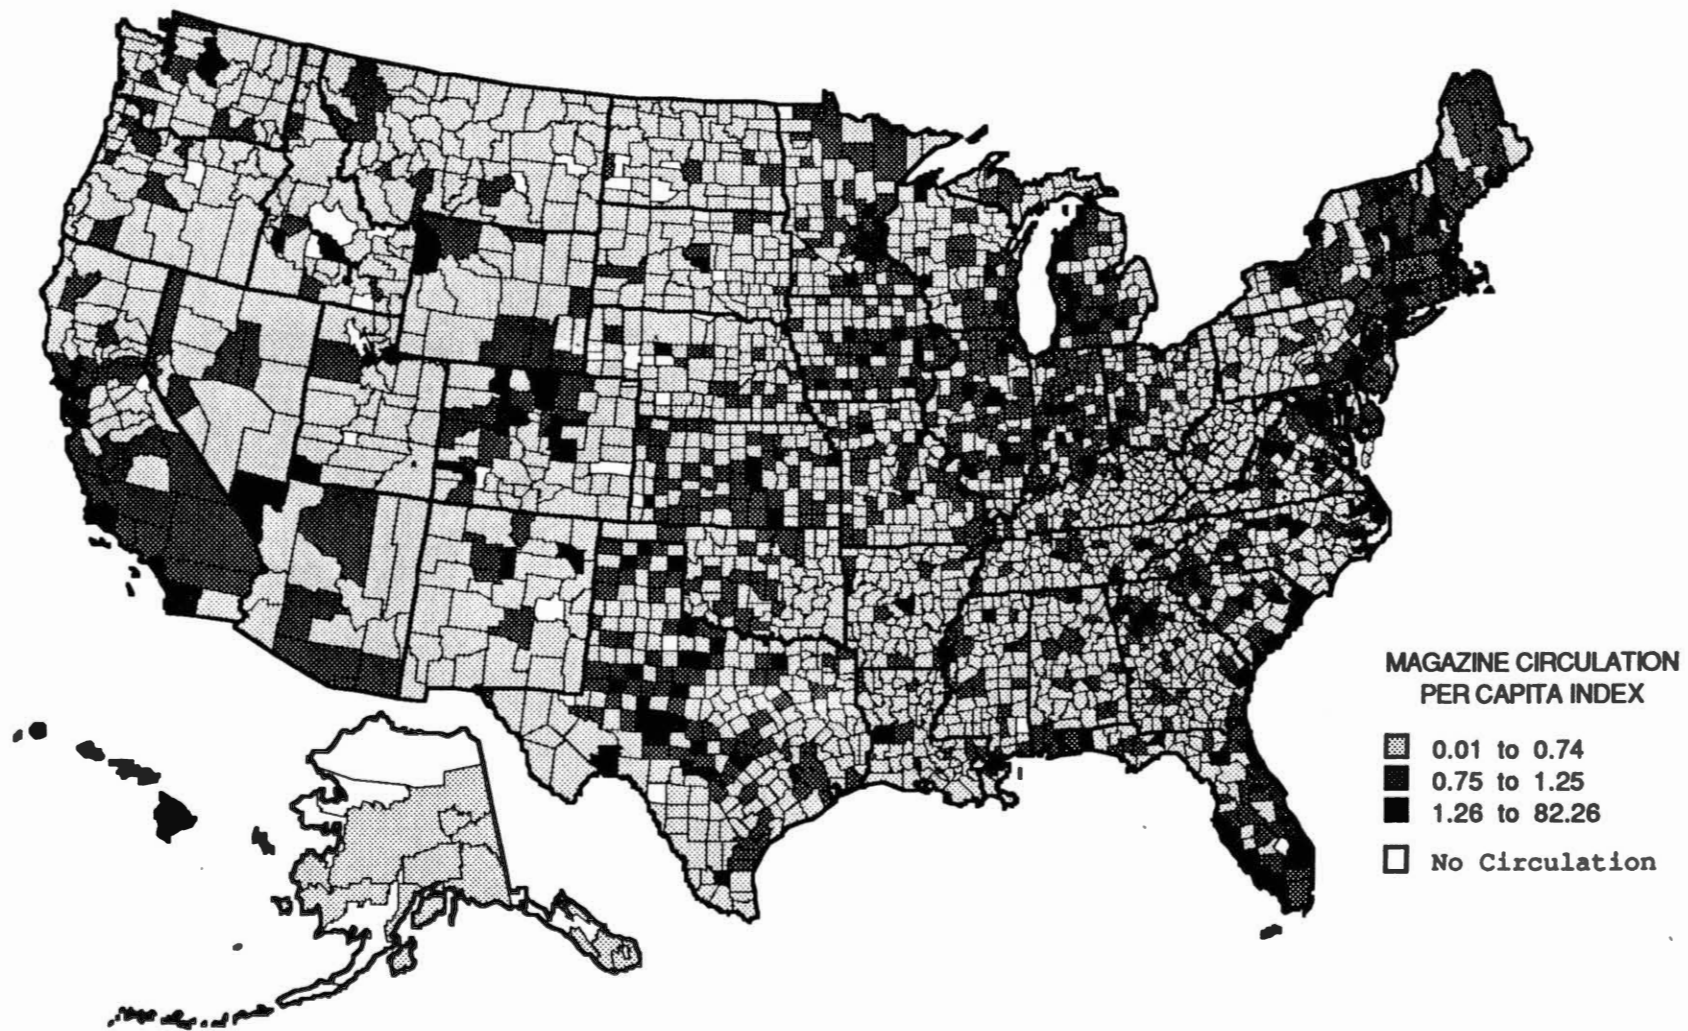 MAGAZINE CIRCULATION
PER CAPITA INDEX
0.01 to 0.74
0.75 to 1.25
1.26 to 82.26
No Circulation